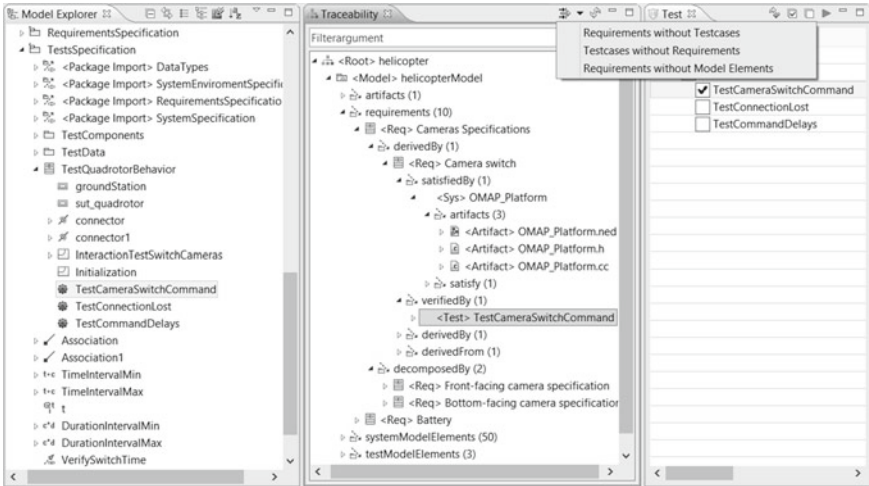 Model Explorer
RequirementsSpecification
TestsSpecification
<Package Import> DataTypes
<Package Import> SystemEnviromentSpecifi
<Package Import> RequirementsSpecificatio
<Package Import> SystemSpecification
TestComponents
TestData
TestQuadrotorBehavior
groundStation
sut_quadrotor
connector
connector1
InteractionTestSwitchCameras
Initialization
TestCameraSwitchCommand
TestConnectionLost
TestCommandDelays
Association
Association1
TimeIntervalMin
TimeIntervalMax
t
DurationIntervalMin
DurationIntervalMax
VerifySwitchTime
Traceability
Filterargument
<Root> helicopter
<Model> helicopterModel
artifacts (1)
requirements (10)
<Req> Cameras Specifications
derivedBy (1)
<Req> Camera switch
satisfiedBy (1)
<Sys> OMAP_Platform
artifacts (3)
<Artifact> OMAP_Platform.ned
<Artifact> OMAP_Platform.h
<Artifact> OMAP_Platform.cc
satisfy (1)
verifiedBy (1)
<Test> TestCameraSwitchCommand
derivedBy (1)
derivedFrom (1)
decomposedBy (2)
<Req> Front-facing camera specification
<Req> Bottom-facing camera specification
<Req> Battery
systemModelElements (50)
testModelElements (3)
Requirements without Testcases
Testcases without Requirements
Requirements without Model Elements
Test
TestCameraSwitchCommand
TestConnectionLost
TestCommandDelays